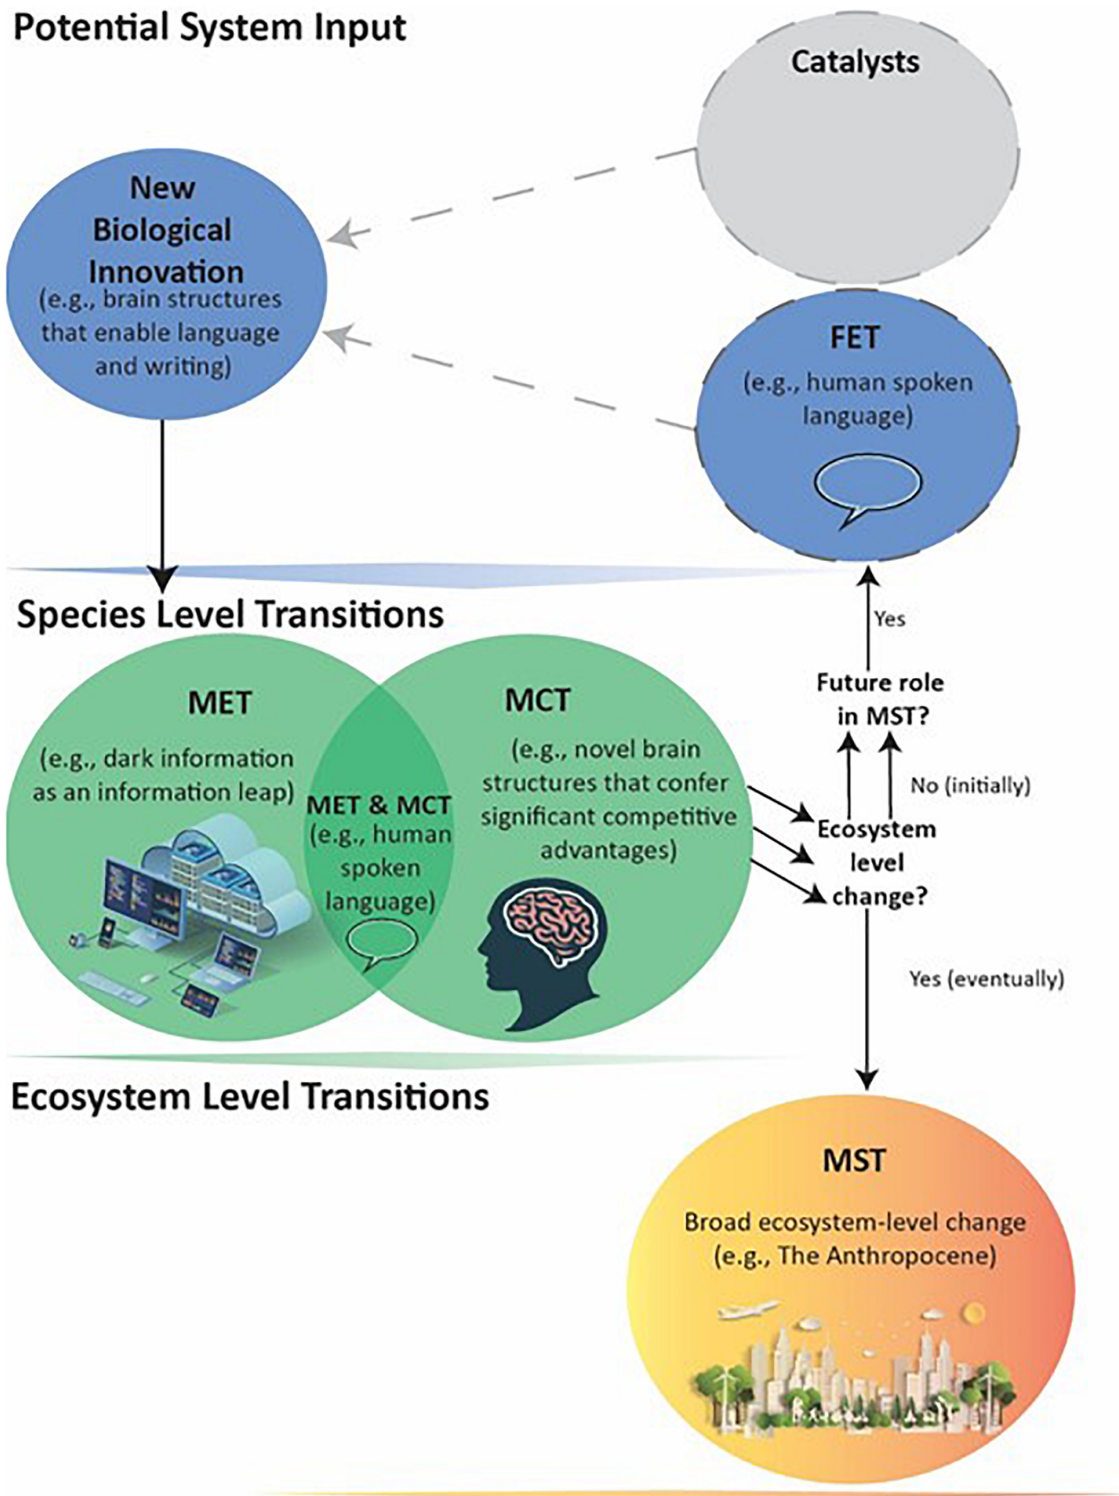 Potential System Input
Catalysts
New
Biological
Innovation
(e.g., brain structures
that enable language
and writing)
FET
(e.g., human spoken
language)
Species Level Transitions
Yes
Future role
in MST?
No (initially)
MET
(e.g., dark information
as an information leap)
MET & MCT
(e.g., human
spoken
language)
MCT
(e.g., novel brain
structures that confer
significant competitive
advantages)
Ecosystem
level
change?
Yes (eventually)
Ecosystem Level Transitions
MST
Broad ecosystem-level change
(e.g., The Anthropocene)